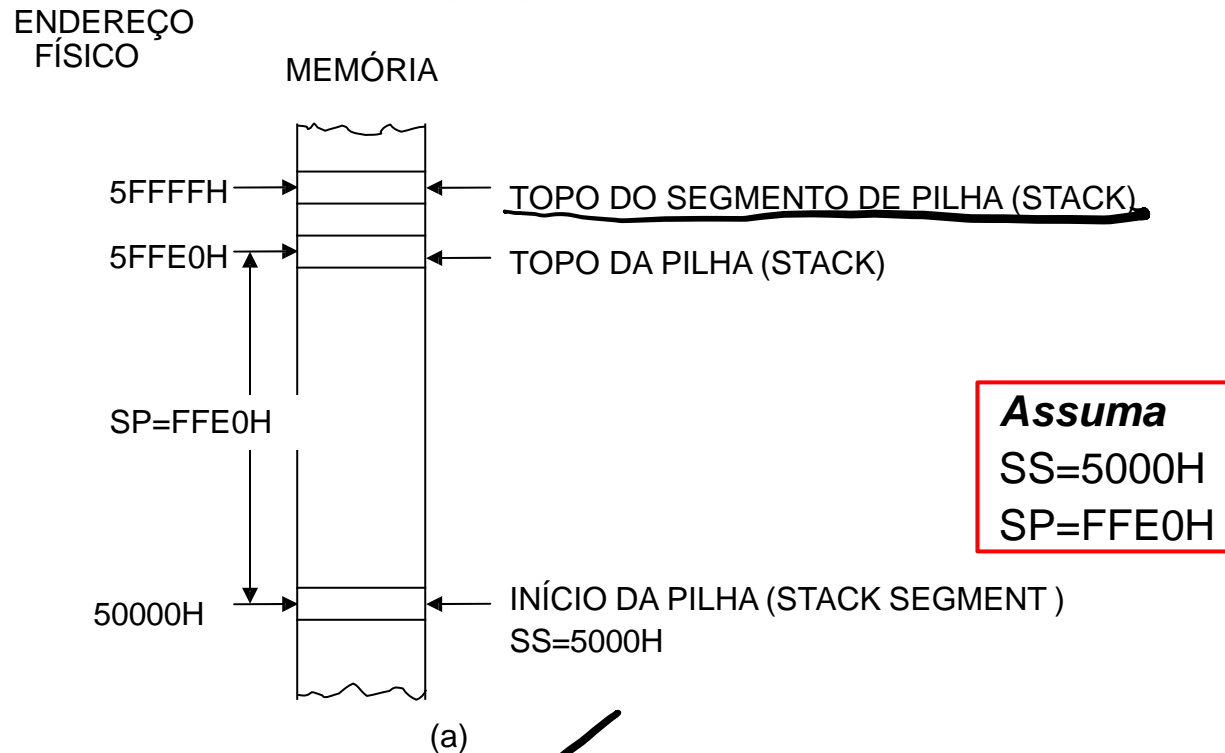 ENDEREÇO
FÍSICO
MEMÓRIA
5FFFFH
TOPO DO SEGMENTO DE PILHA (STACK)
5FFE0H
TOPO DA PILHA (STACK)
SP=FFE0H
Assuma
SS=5000H
SP=FFE0H
50000H
INÍCIO DA PILHA (STACK SEGMENT )
SS=5000H
(a)